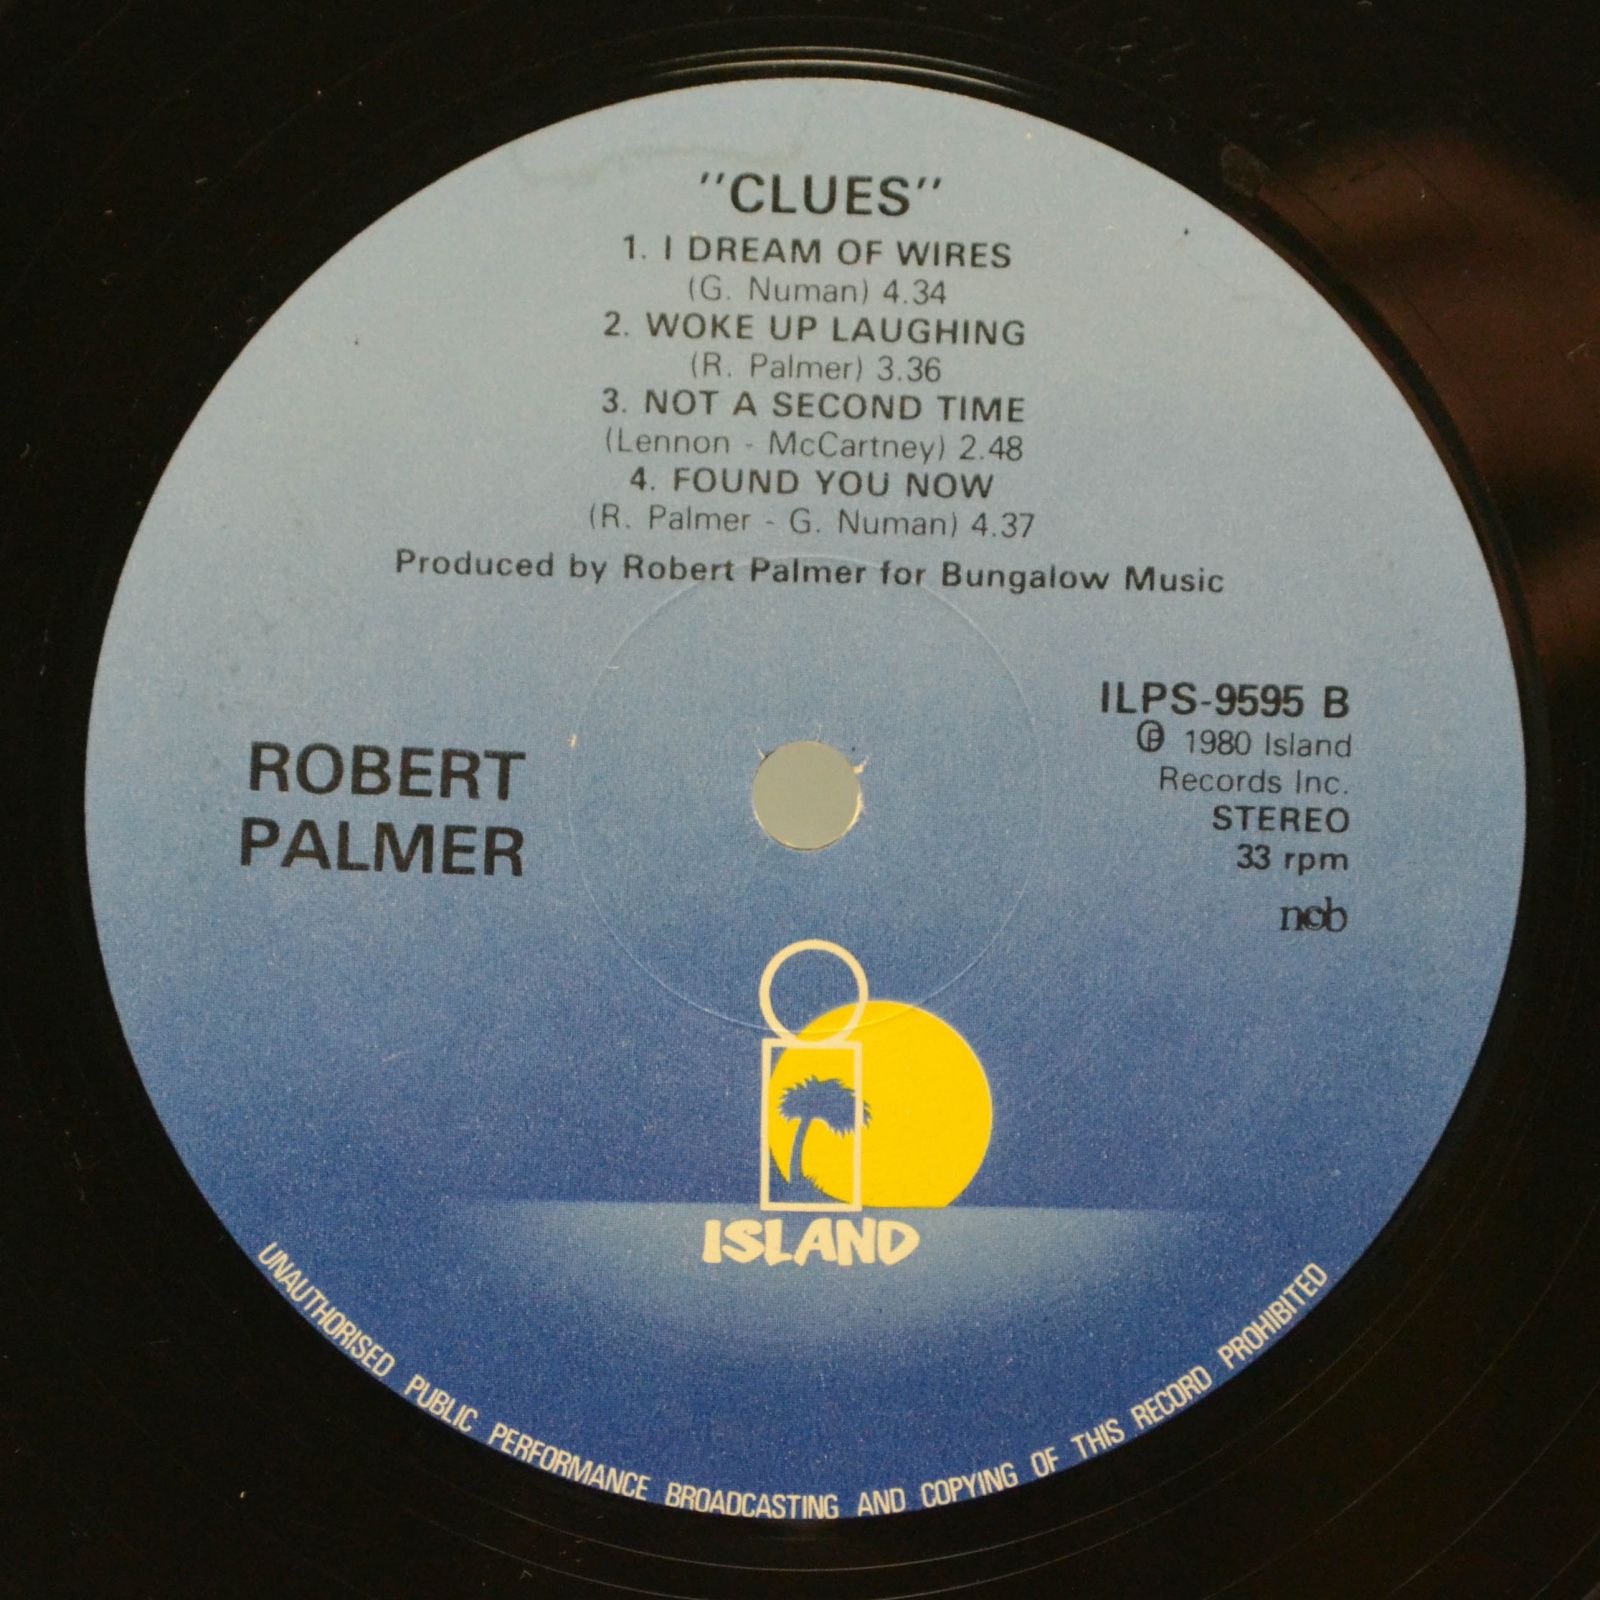 "CLUES"
1. I DREAM OF WIRES
(G. Numan) 4.34
2. WOKE UP LAUGHING
(R. Palmer) 3.36
3. NOT A SECOND TIME
(Lennon - McCartney) 2.48
4. FOUND YOU NOW
(R. Palmer - G. Numan) 4.37
Produced by Robert Palmer for Bungalow Music
ROBERT
PALMER
ILPS-9595 B
℗ 1980 Island
Records Inc.
STEREO
33 rpm
ncb
ISLAND
UNAUTHORISED PUBLIC PERFORMANCE BROADCASTING AND COPYING OF THIS RECORD PROHIBITED